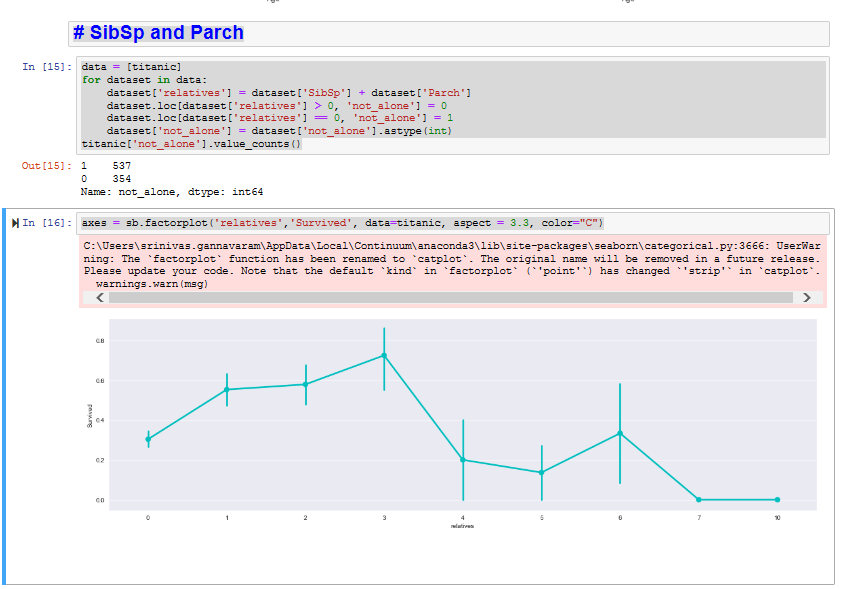 # SibSp and Parch
In [15]: data = [titanic]
for dataset in data:
    dataset['relatives'] = dataset['SibSp'] + dataset['Parch']
    dataset.loc[dataset['relatives'] > 0, 'not_alone'] = 0
    dataset.loc[dataset['relatives'] == 0, 'not_alone'] = 1
    dataset['not_alone'] = dataset['not_alone'].astype(int)
titanic['not_alone'].value_counts()
Out[15]: 1    537
0    354
Name: not_alone, dtype: int64
In [16]: axes = sb.factorplot('relatives','Survived', data=titanic, aspect = 3.3, color="C")
C:\Users\srinivas.gannavaram\AppData\Local\Continuum\anaconda3\lib\site-packages\seaborn\categorical.py:3666: UserWar
ning: The `factorplot` function has been renamed to `catplot`. The original name will be removed in a future release.
Please update your code. Note that the default `kind` in `factorplot` (`'point'`) has changed `'strip'` in `catplot`.
  warnings.warn(msg)
0.8
0.6
Survived
0.4
0.2
0.0
0 1 2 3 4 5 6 7 10
relatives